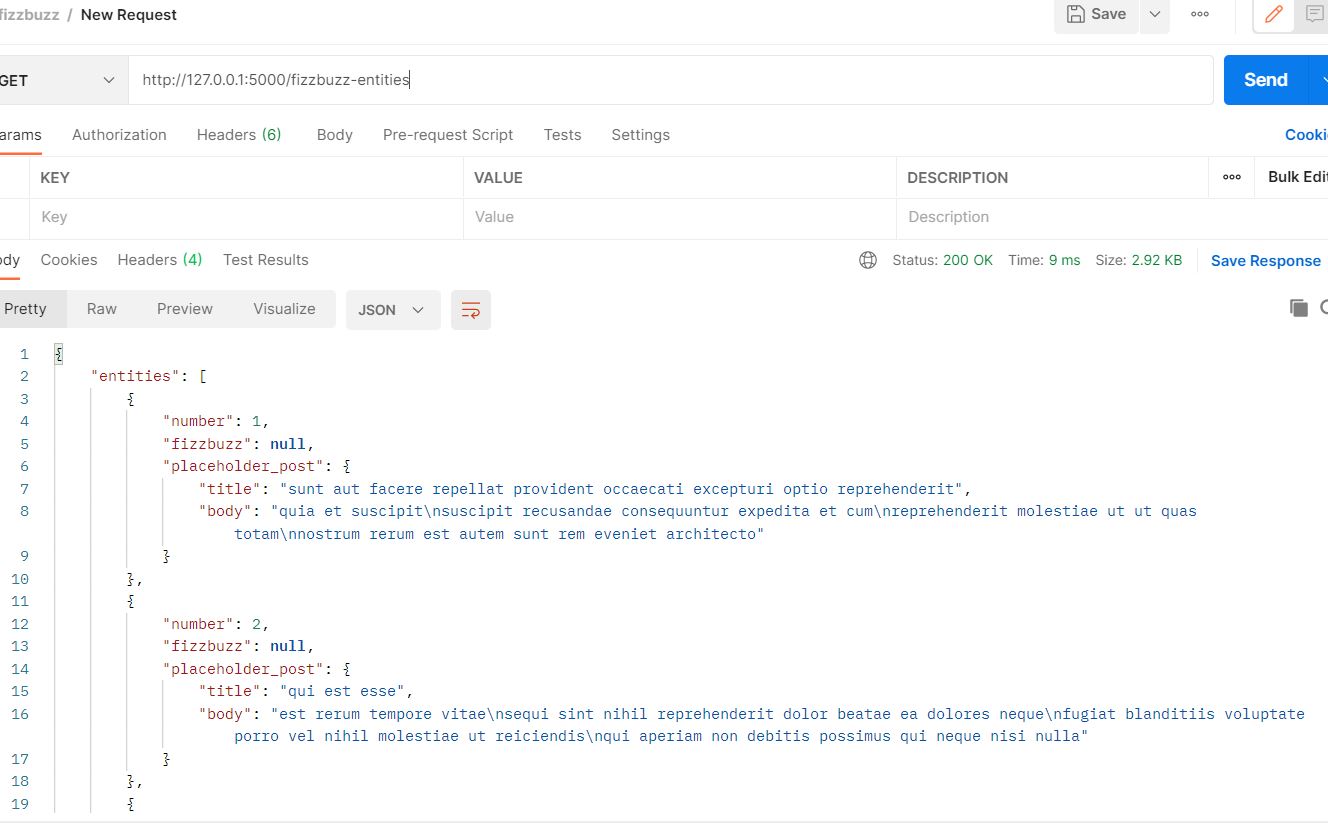 fizzbuzz / New Request
Save
GET
http://127.0.0.1:5000/fizzbuzz-entities
Send
arams Authorization Headers (6) Body Pre-request Script Tests Settings Cooki
KEY VALUE DESCRIPTION Bulk Edit
Key Value Description
ody Cookies Headers (4) Test Results Status: 200 OK Time: 9 ms Size: 2.92 KB Save Response
Pretty Raw Preview Visualize JSON
1 {
2 "entities": [
3 {
4 "number": 1,
5 "fizzbuzz": null,
6 "placeholder_post": {
7 "title": "sunt aut facere repellat provident occaecati excepturi optio reprehenderit",
8 "body": "quia et suscipit\nsuscipit recusandae consequuntur expedita et cum\nreprehenderit molestiae ut ut quas
totam\nnostrum rerum est autem sunt rem eveniet architecto"
9 }
10 },
11 {
12 "number": 2,
13 "fizzbuzz": null,
14 "placeholder_post": {
15 "title": "qui est esse",
16 "body": "est rerum tempore vitae\nsequi sint nihil reprehenderit dolor beatae ea dolores neque\nfugiat blanditiis voluptate
porro vel nihil molestiae ut reiciendis\nqui aperiam non debitis possimus qui neque nisi nulla"
17 }
18 },
19 {